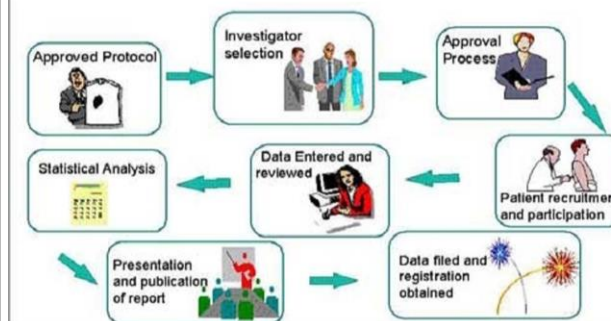 Approved Protocol
Investigator
selection
Approval
Process
Patient recruitmen
and participation
Data Entered and
reviewed
Statistical Analysis
Presentation
and publication
of report
Data filed and
registration
obtained